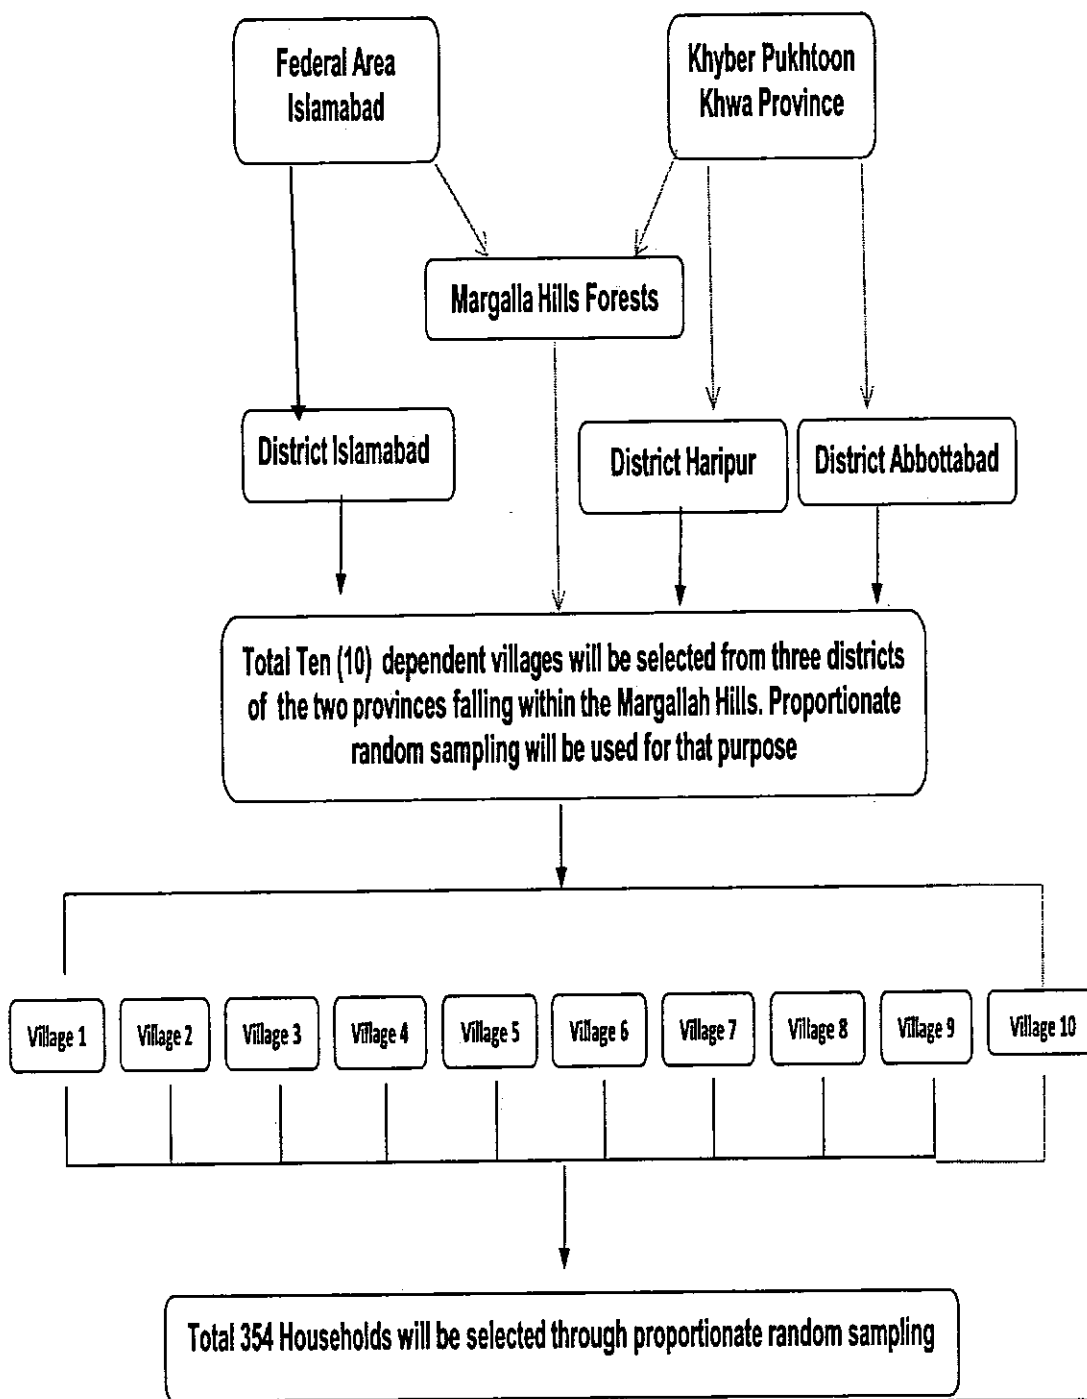 Federal Area
Islamabad
Khyber Pukhtoon
Khwa Province
Margalla Hills Forests
District Islamabad
District Haripur
District Abbottabad
Total Ten (10) dependent villages will be selected from three districts
of the two provinces falling within the Margallah Hills. Proportionate
random sampling will be used for that purpose
Village 1
Village 2
Village 3
Village 4
Village 5
Village 6
Village 7
Village 8
Village 9
Village 10
Total 354 Households will be selected through proportionate random sampling